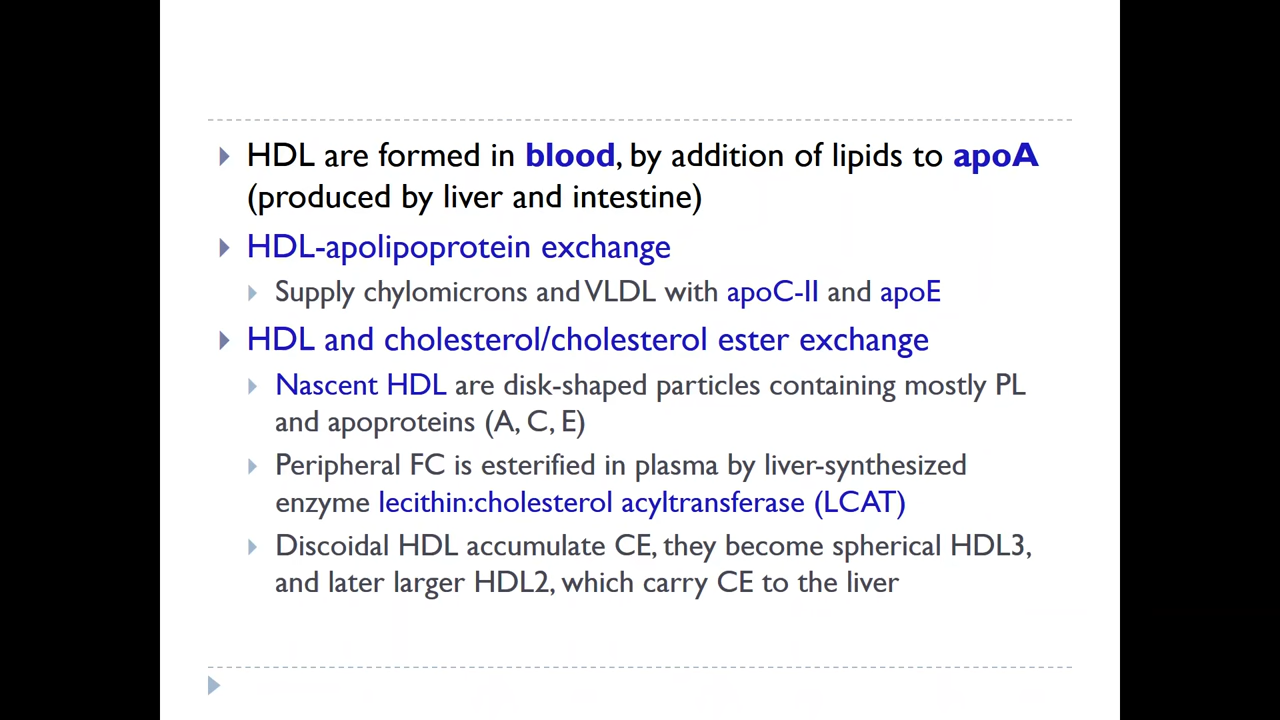 HDL are formed in blood, by addition of lipids to apoA
(produced by liver and intestine)
HDL-apolipoprotein exchange
Supply chylomicrons and VLDL with apoC-II and apoE
HDL and cholesterol/cholesterol ester exchange
Nascent HDL are disk-shaped particles containing mostly PL
and apoproteins (A, C, E)
Peripheral FC is esterified in plasma by liver-synthesized
enzyme lecithin:cholesterol acyltransferase (LCAT)
Discoidal HDL accumulate CE, they become spherical HDL3,
and later larger HDL2, which carry CE to the liver